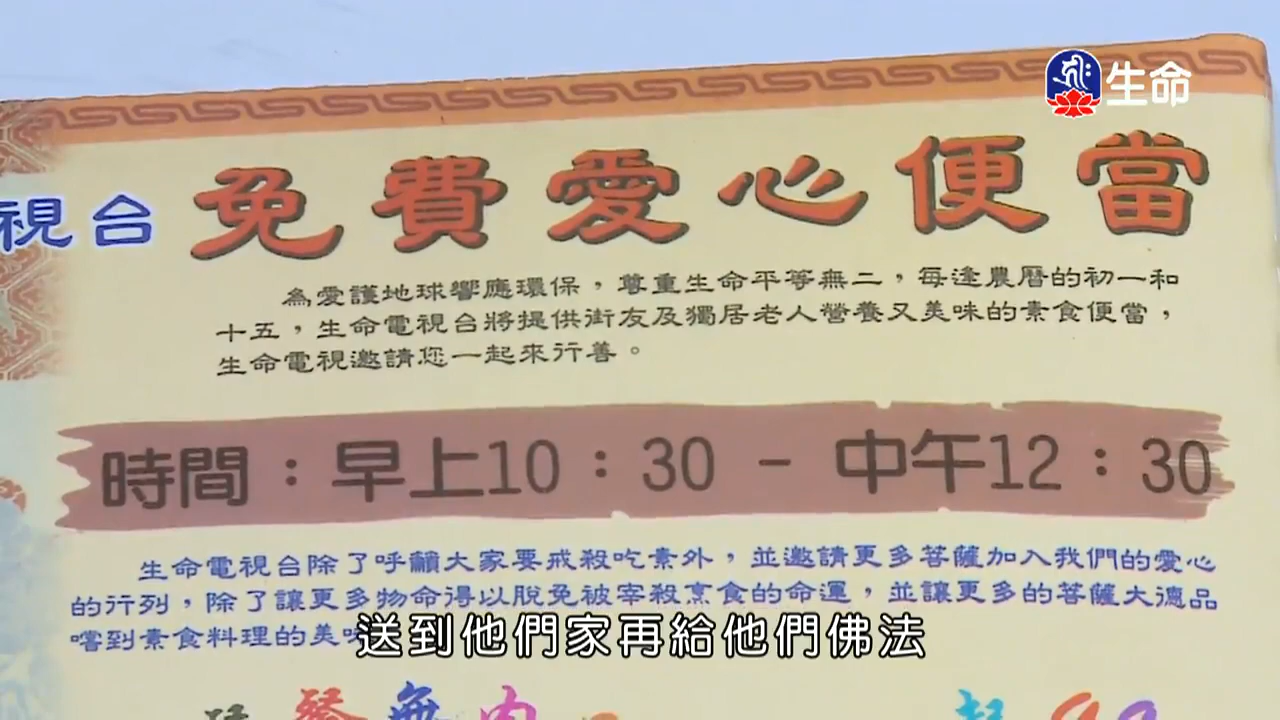 生命
視台 免費愛心便當
為愛護地球響應環保，尊重生命平等無二，每逢農曆的初一和
十五，生命電視台將提供街友及獨居老人營養又美味的素食便當，
生命電視邀請您一起來行善。
時間：早上10：30 - 中午12：30
生命電視台除了呼籲大家要戒殺吃素外，並邀請更多菩薩加入我們的愛心
的行列，除了讓更多物命得以脫免被宰殺烹食的命運，並讓更多的菩薩大德品
嚐到素食料理的美味
送到他們家再給他們佛法